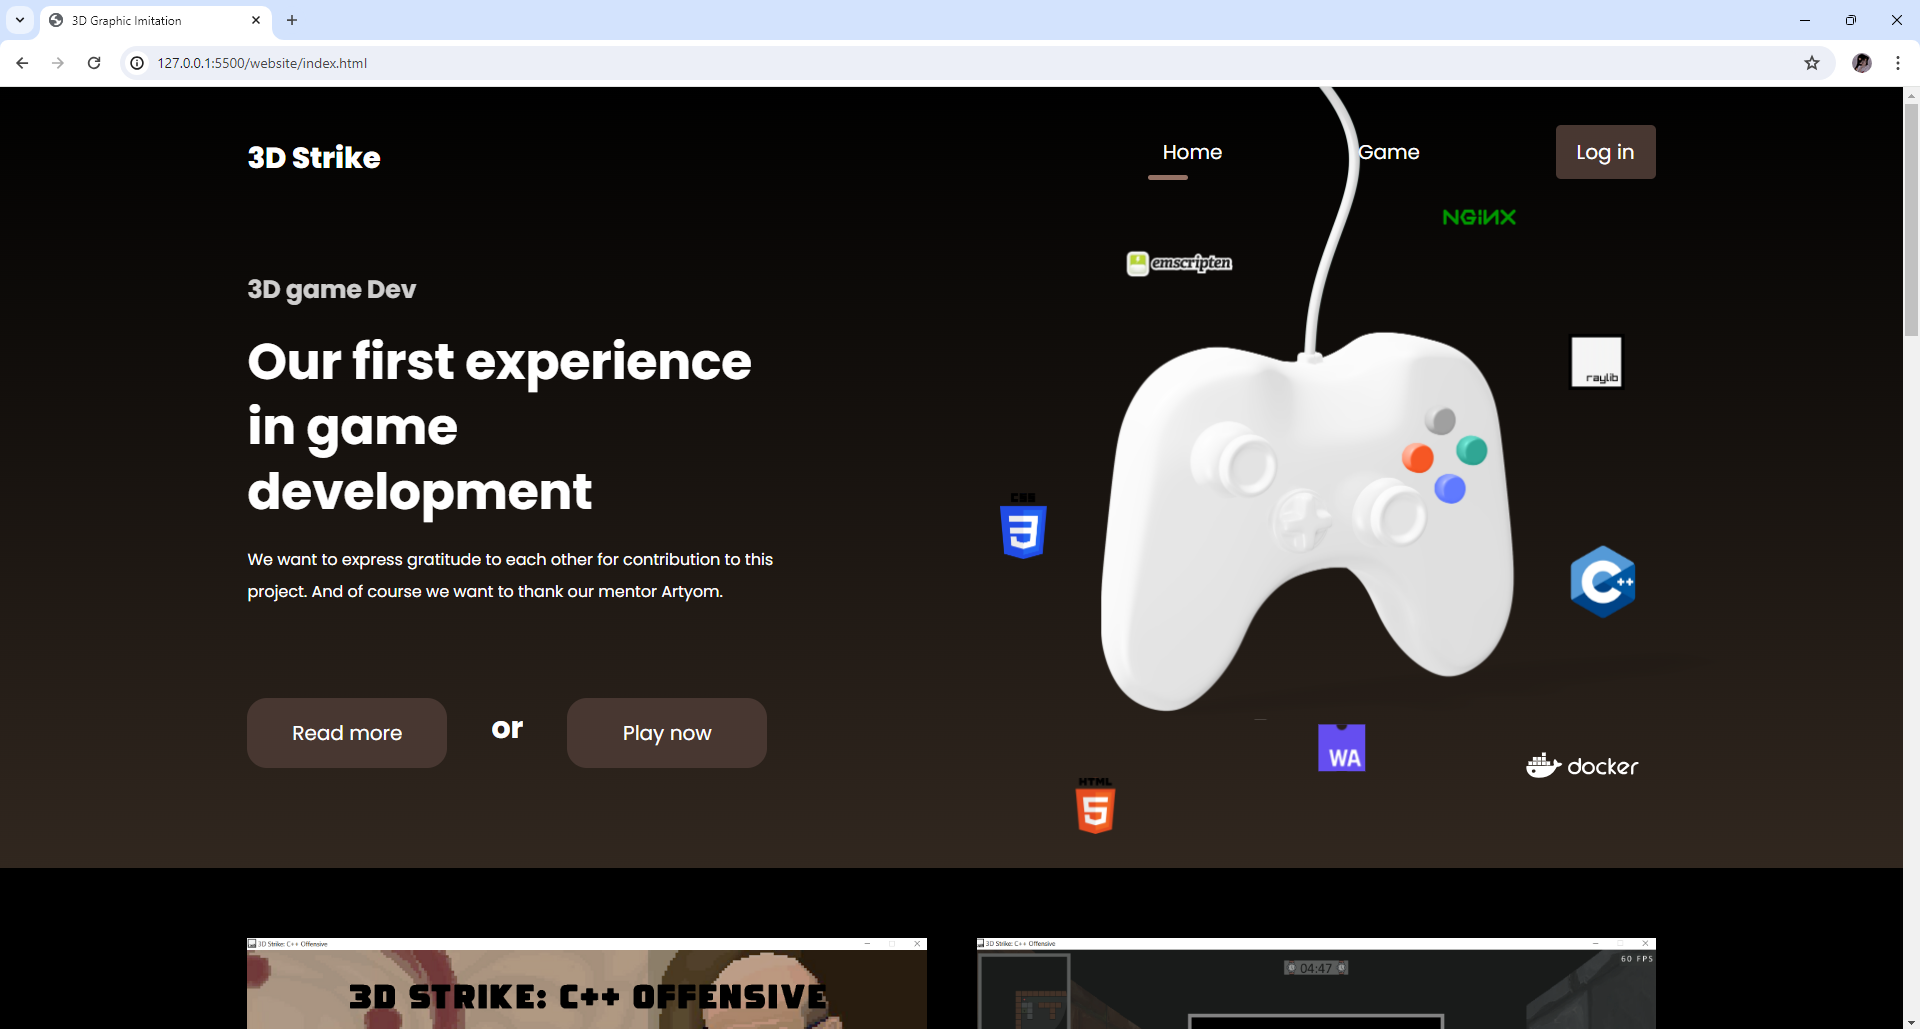 3D Graphic Imitation
127.0.0.1:5500/website/index.html
3D Strike
Home
Game
Log in
NGINX
emscripten
3D game Dev
Our first experience
in game
development
raylib
CSS
3
C++
We want to express gratitude to each other for contribution to this
project. And of course we want to thank our mentor Artyom.
Read more
or
Play now
WA
docker
HTML
5
3D Strike: C++ Offensive
3D STRIKE: C++ OFFENSIVE
3D Strike: C++ Offensive
60 FPS
04:47